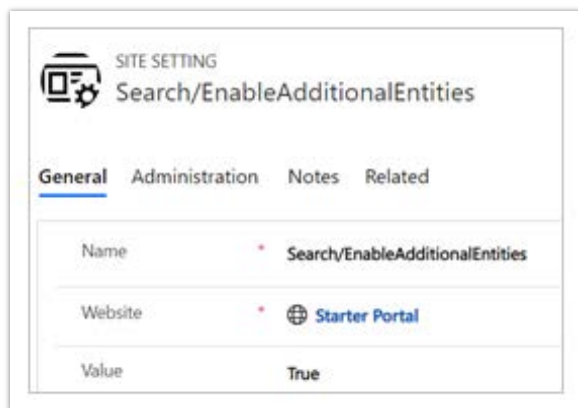 SITE SETTING
Search/EnableAdditionalEntities
General Administration Notes Related
Name * Search/EnableAdditionalEntities
Website * Starter Portal
Value True